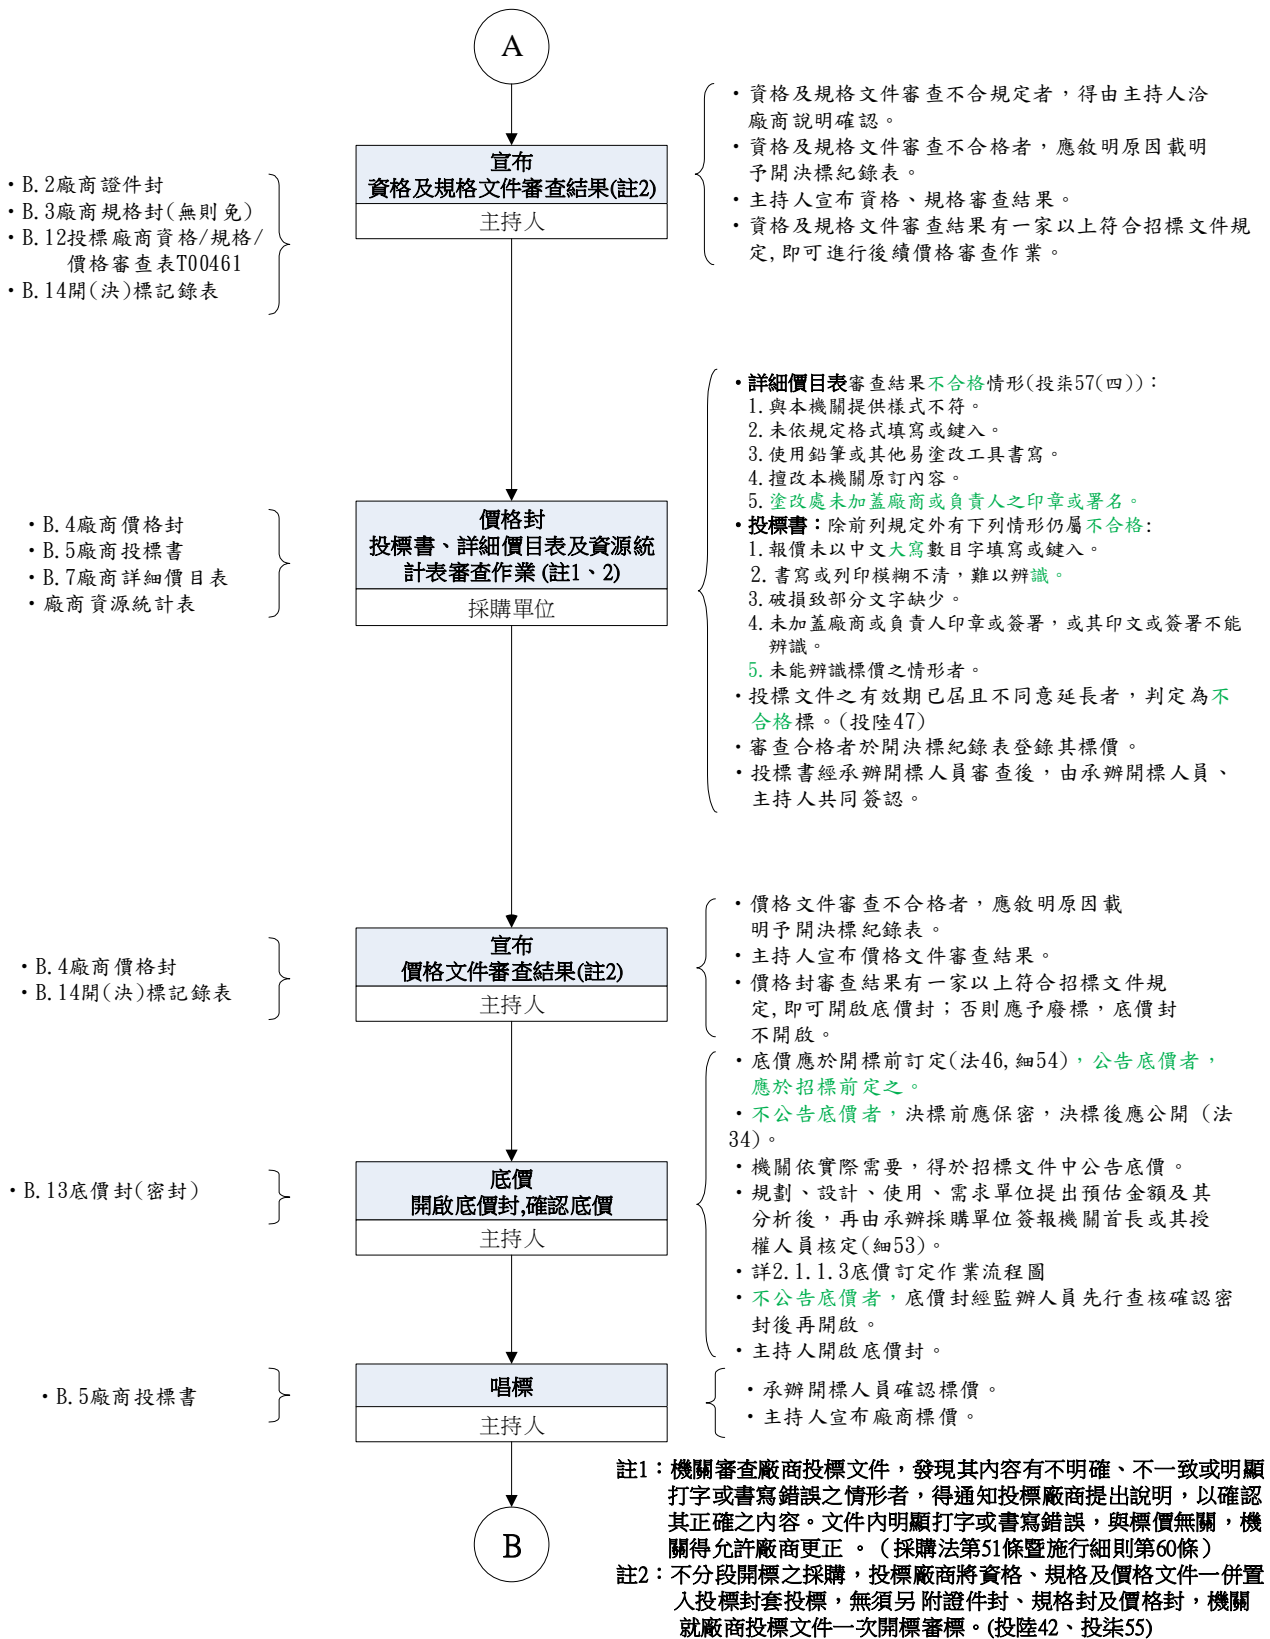 A
・資格及規格文件審查不合規定者，得由主持人洽
廠商說明確認。
・資格及規格文件審查不合格者，應敘明原因載明
予開決標紀錄表。
・主持人宣布資格、規格審查結果。
・資格及規格文件審查結果有一家以上符合招標文件規
定,即可進行後續價格審查作業。
宣布
資格及規格文件審查結果(註2)
主持人
・B.2廠商證件封
・B.3廠商規格封(無則免)
・B.12投標廠商資格/規格/
價格審查表T00461
・B.14開(決)標記錄表
・詳細價目表審查結果不合格情形(投柒57(四))：
1.與本機關提供樣式不符。
2.未依規定格式填寫或鍵入。
3.使用鉛筆或其他易塗改工具書寫。
4.擅改本機關原訂內容。
5.塗改處未加蓋廠商或負責人之印章或署名。
・投標書：除前列規定外有下列情形仍屬不合格:
1.報價未以中文大寫數目字填寫或鍵入。
2.書寫或列印模糊不清，難以辨識。
3.破損致部分文字缺少。
4.未加蓋廠商或負責人印章或簽署，或其印文或簽署不能
辨識。
5.未能辨識標價之情形者。
・投標文件之有效期已屆且不同意延長者，判定為不
合格標。(投陸47)
・審查合格者於開決標紀錄表登錄其標價。
・投標書經承辦開標人員審查後，由承辦開標人員、
主持人共同簽認。
價格封
投標書、詳細價目表及資源統
計表審查作業 (註1、2)
採購單位
・B.4廠商價格封
・B.5廠商投標書
・B.7廠商詳細價目表
・廠商資源統計表
・價格文件審查不合格者，應敘明原因載
明予開決標紀錄表。
・主持人宣布價格文件審查結果。
・價格封審查結果有一家以上符合招標文件規
定,即可開啟底價封；否則應予廢標，底價封
不開啟。
宣布
價格文件審查結果(註2)
主持人
・B.4廠商價格封
・B.14開(決)標記錄表
・底價應於開標前訂定(法46,細54)，公告底價者，
應於招標前定之。
・不公告底價者，決標前應保密，決標後應公開 (法
34)。
・機關依實際需要，得於招標文件中公告底價。
・規劃、設計、使用、需求單位提出預估金額及其
分析後，再由承辦採購單位簽報機關首長或其授
權人員核定(細53)。
・詳2.1.1.3底價訂定作業流程圖
・不公告底價者，底價封經監辦人員先行查核確認密
封後再開啟。
・主持人開啟底價封。
底價
開啟底價封,確認底價
主持人
・B.13底價封(密封)
唱標
主持人
・B.5廠商投標書
・承辦開標人員確認標價。
・主持人宣布廠商標價。
B
註1：機關審查廠商投標文件，發現其內容有不明確、不一致或明顯
打字或書寫錯誤之情形者，得通知投標廠商提出說明，以確認
其正確之內容。文件內明顯打字或書寫錯誤，與標價無關，機
關得允許廠商更正 。（ 採購法第51條暨施行細則第60條 ）
註2：不分段開標之採購，投標廠商將資格、規格及價格文件一併置
入投標封套投標，無須另 附證件封、規格封及價格封，機關
就廠商投標文件一次開標審標。(投陸42、投柒55)